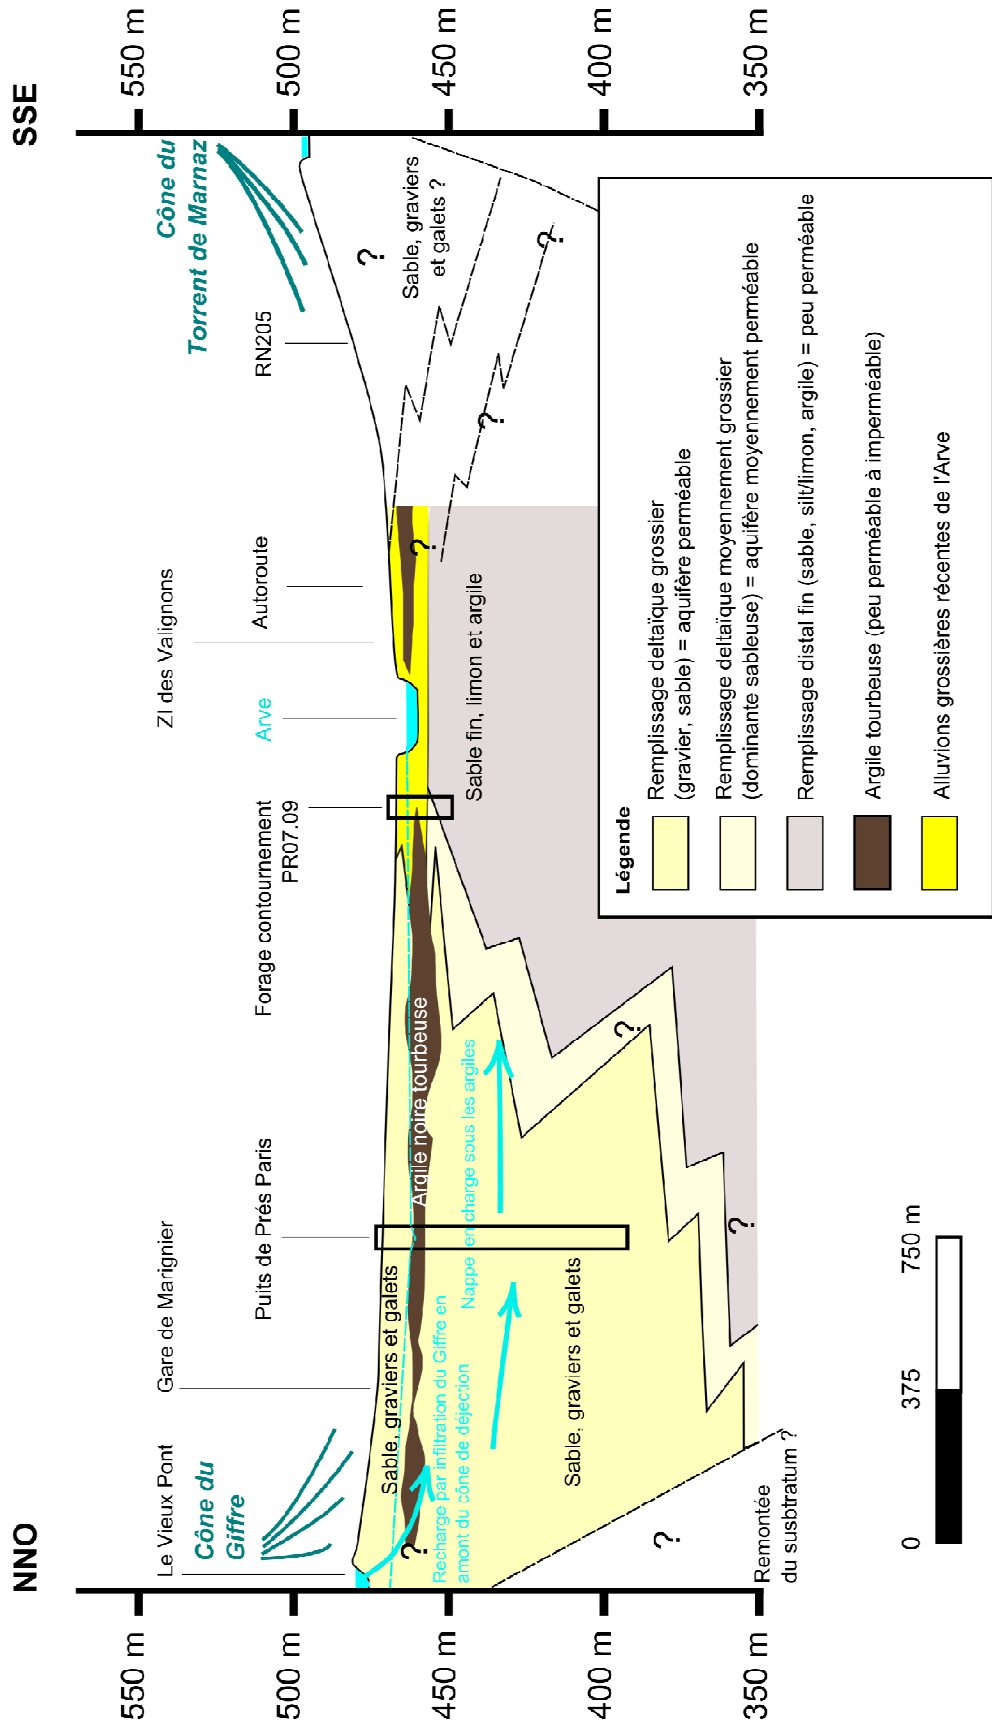 NNO
SSE
550 m
500 m
450 m
400 m
350 m
550 m
500 m
450 m
400 m
350 m
Le Vieux Pont
Gare de Marignier
Puits de Prés Paris
Forage contournement
PR07.09
Arve
ZI des Valignons
Autoroute
RN205
Cône du
Giffre
Cône du
Torrent de Marnaz
Sable, graviers et galets
Argile noire tourbeuse
Recharge par infiltration du Giffre en
amont du cône de déjection
Nappe en charge sous les argiles
Sable, graviers et galets
Sable fin, limon et argile
Sable, graviers
et galets ?
?
?
?
?
?
?
?
?
Remontée
du susbtratum ?
0
375
750 m
Légende
Remplissage deltaïque grossier
(gravier, sable) = aquifère perméable
Remplissage deltaïque moyennement grossier
(dominante sableuse) = aquifère moyennement perméable
Remplissage distal fin (sable, silt/limon, argile) = peu perméable
Argile tourbeuse (peu perméable à imperméable)
Alluvions grossières récentes de l'Arve